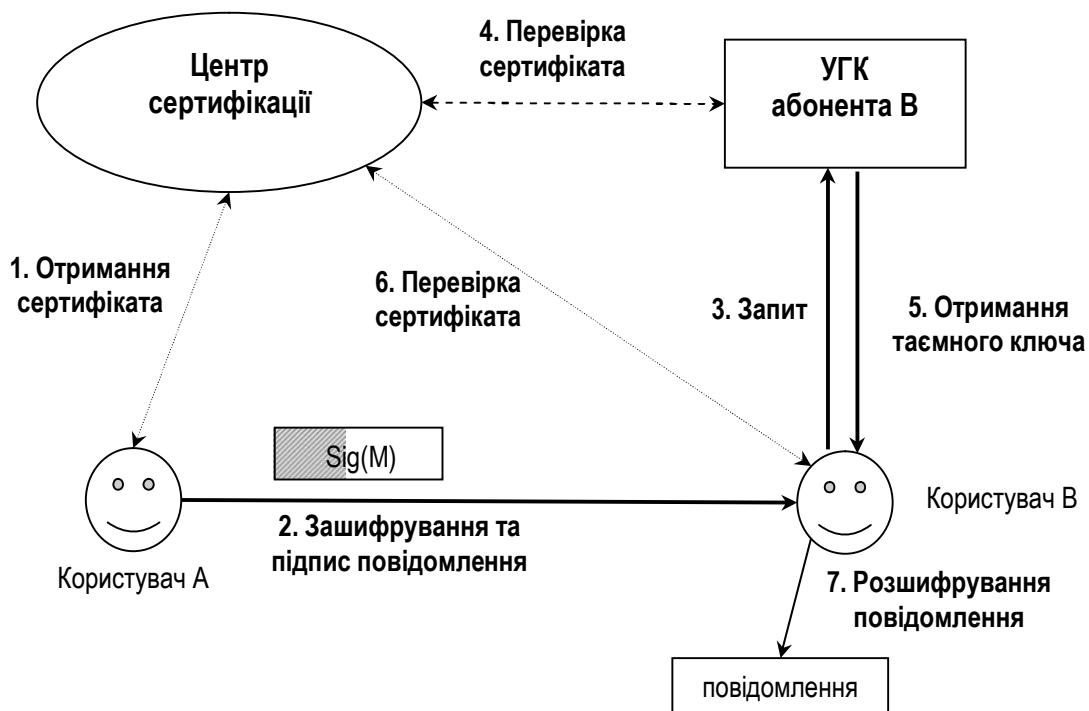 4. Перевірка
сертифіката
Центр
сертифікації
УГК
абонента В
1. Отримання
сертифіката
6. Перевірка
сертифіката
3. Запит
5. Отримання
таємного ключа
Sig(M)
2. Зашифрування та
підпис повідомлення
Користувач А
Користувач В
7. Розшифрування
повідомлення
повідомлення